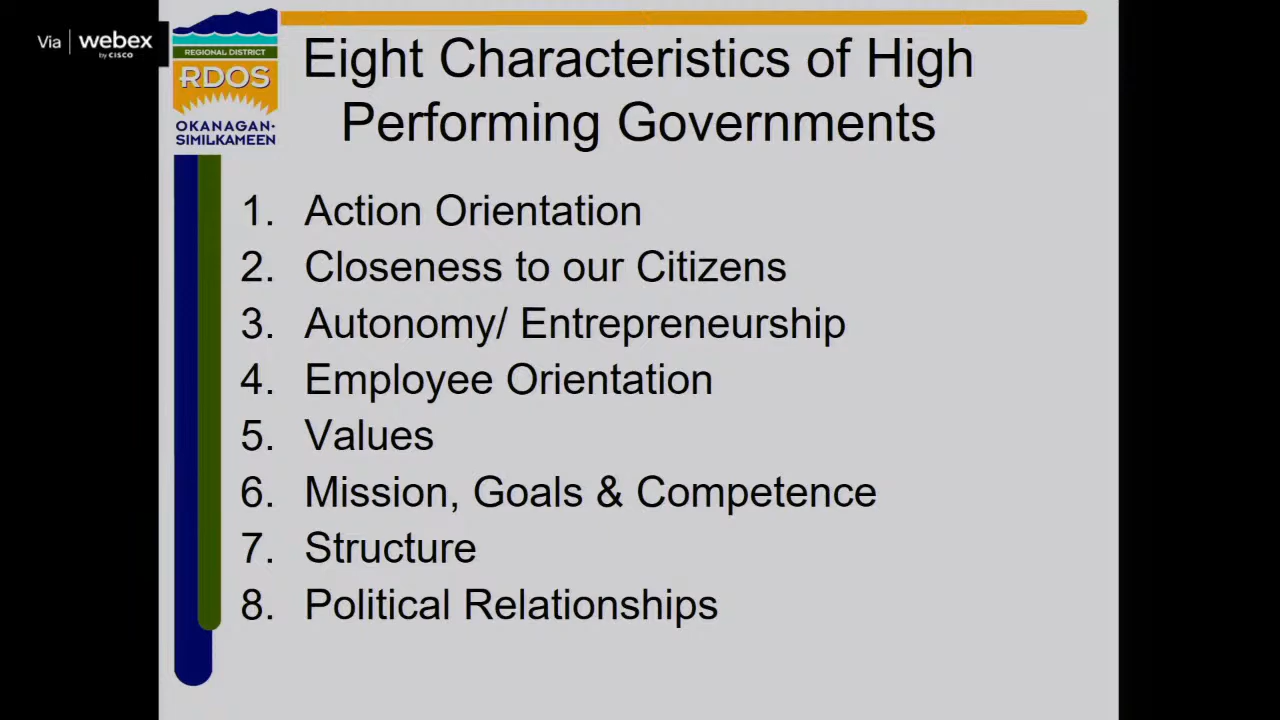 Via webex
by CISCO
REGIONAL DISTRICT
RDOS
OKANAGAN-
SIMILKAMEEN
Eight Characteristics of High
Performing Governments
1. Action Orientation
2. Closeness to our Citizens
3. Autonomy/ Entrepreneurship
4. Employee Orientation
5. Values
6. Mission, Goals & Competence
7. Structure
8. Political Relationships